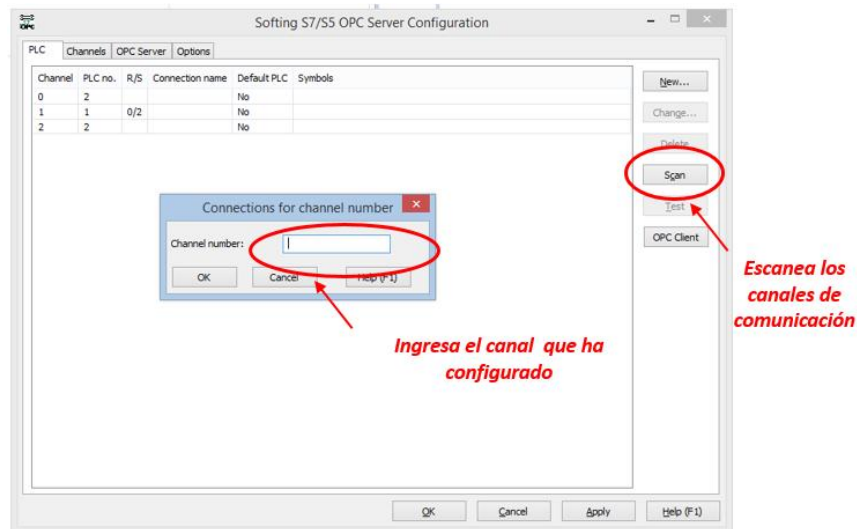 OPC
Softing S7/S5 OPC Server Configuration
PLC Channels OPC Server Options
Channel PLC no. R/S Connection name Default PLC Symbols
0 2 No
1 1 0/2 No
2 2 No
New...
Change...
Delete
Scan
Test
OPC Client
Connections for channel number
Channel number:
OK Cancel Help (F1)
Escanea los
canales de
comunicación
Ingresa el canal que ha
configurado
OK Cancel Apply Help (F1)